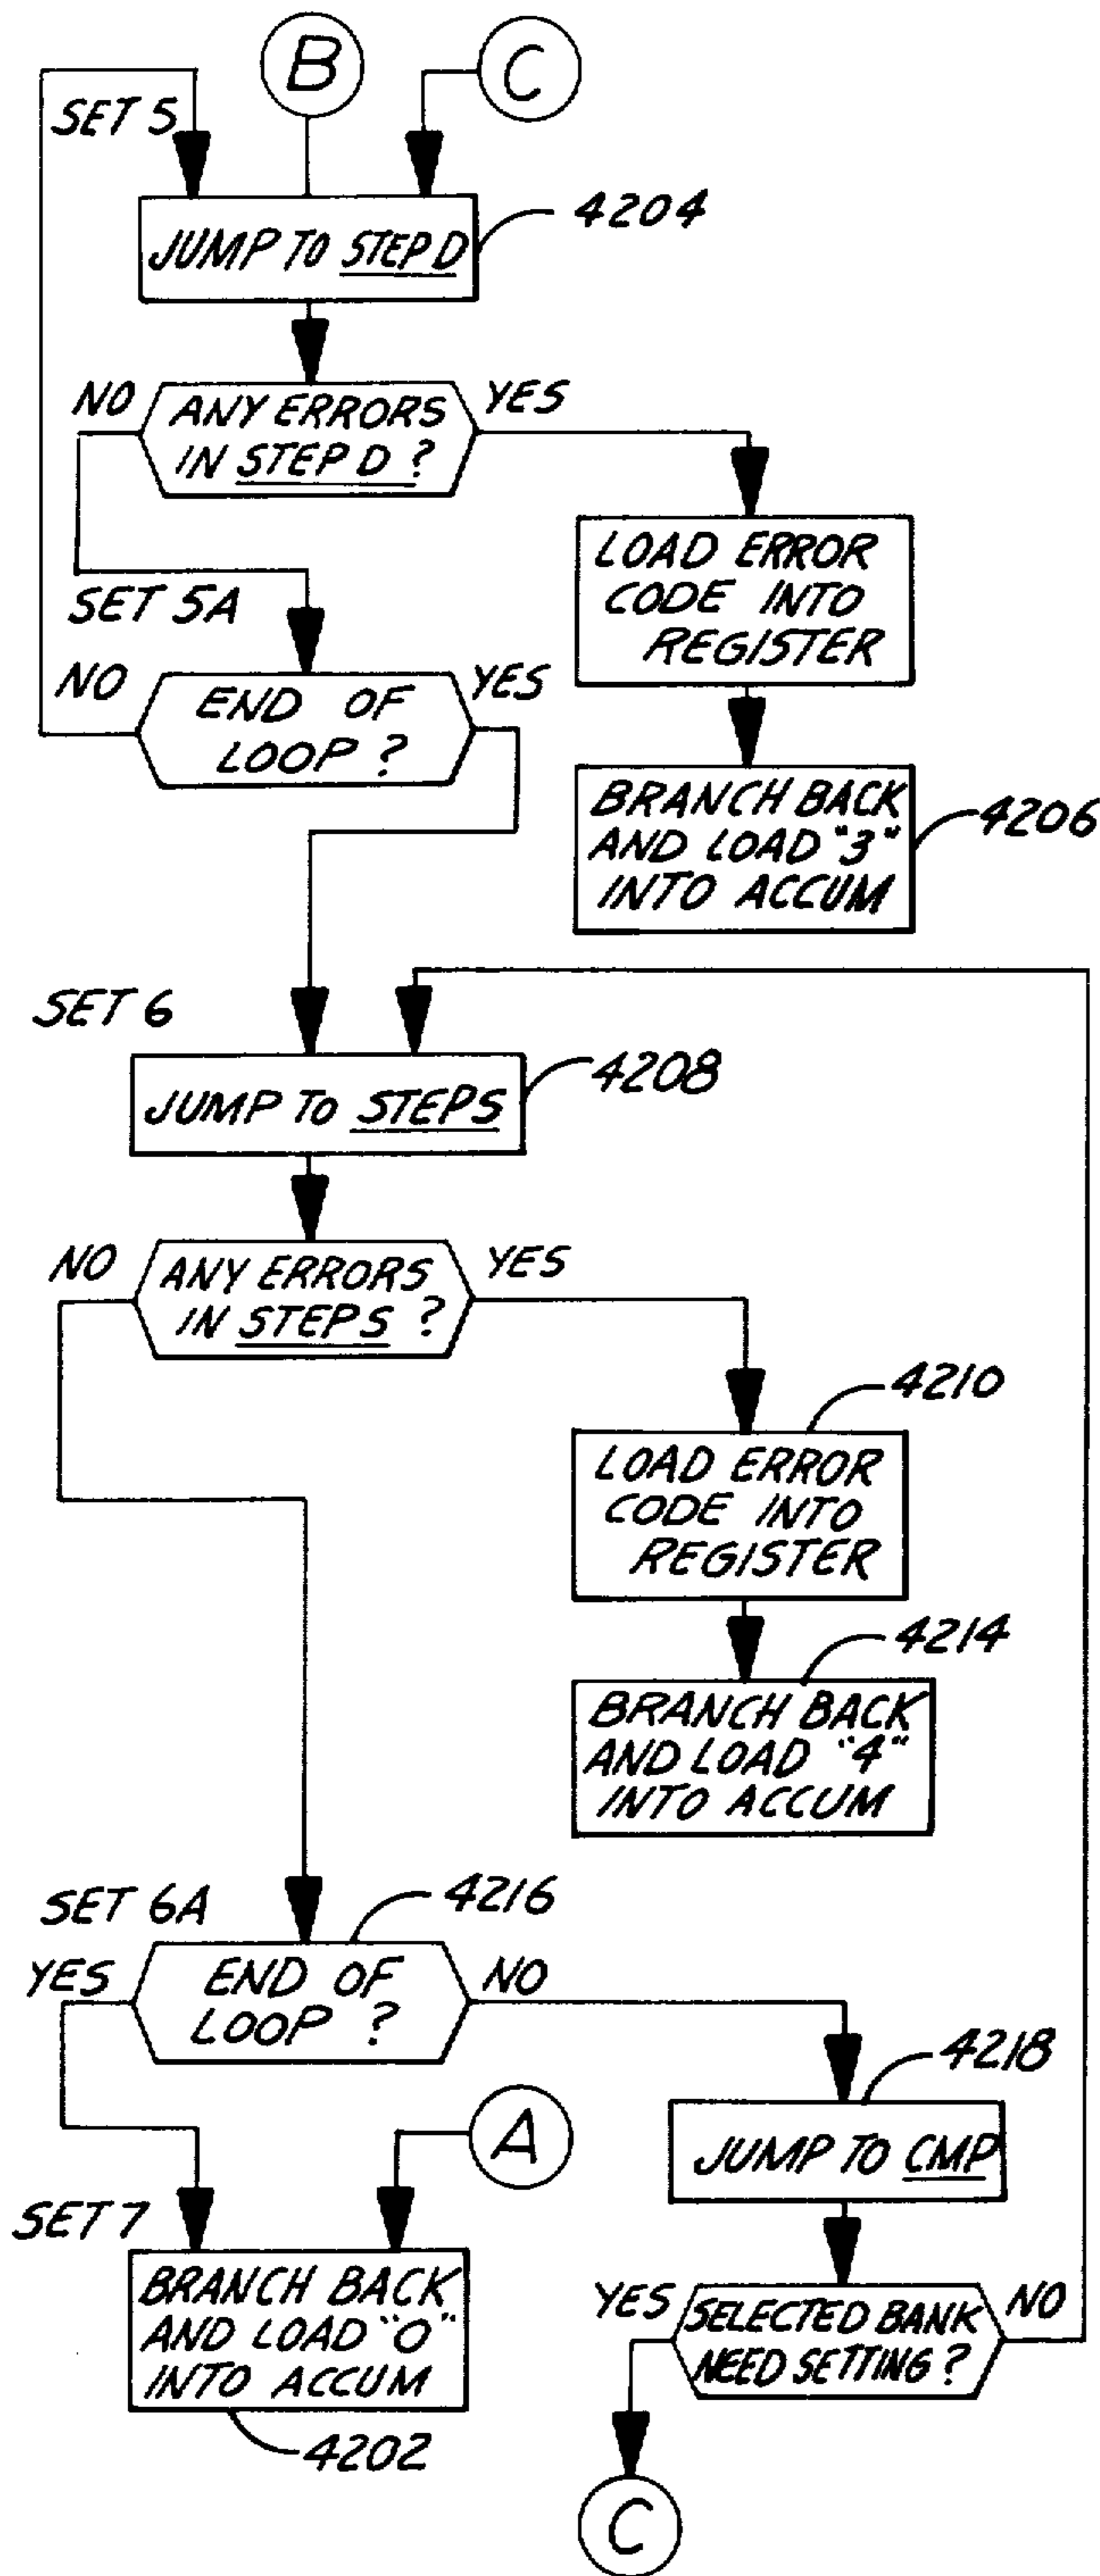 B
C
SET 5
JUMP TO STEP D
4204
NO
ANY ERRORS
IN STEP D ?
YES
LOAD ERROR
CODE INTO
REGISTER
SET 5A
NO
END OF
LOOP ?
YES
BRANCH BACK
AND LOAD "3"
INTO ACCUM
4206
SET 6
JUMP TO STEPS
4208
NO
ANY ERRORS
IN STEPS ?
YES
4210
LOAD ERROR
CODE INTO
REGISTER
4214
BRANCH BACK
AND LOAD "4"
INTO ACCUM
SET 6A
4216
YES
END OF
LOOP ?
NO
4218
A
JUMP TO CMP
SET 7
BRANCH BACK
AND LOAD "0"
INTO ACCUM
4202
YES
SELECTED BANK
NEED SETTING ?
NO
C